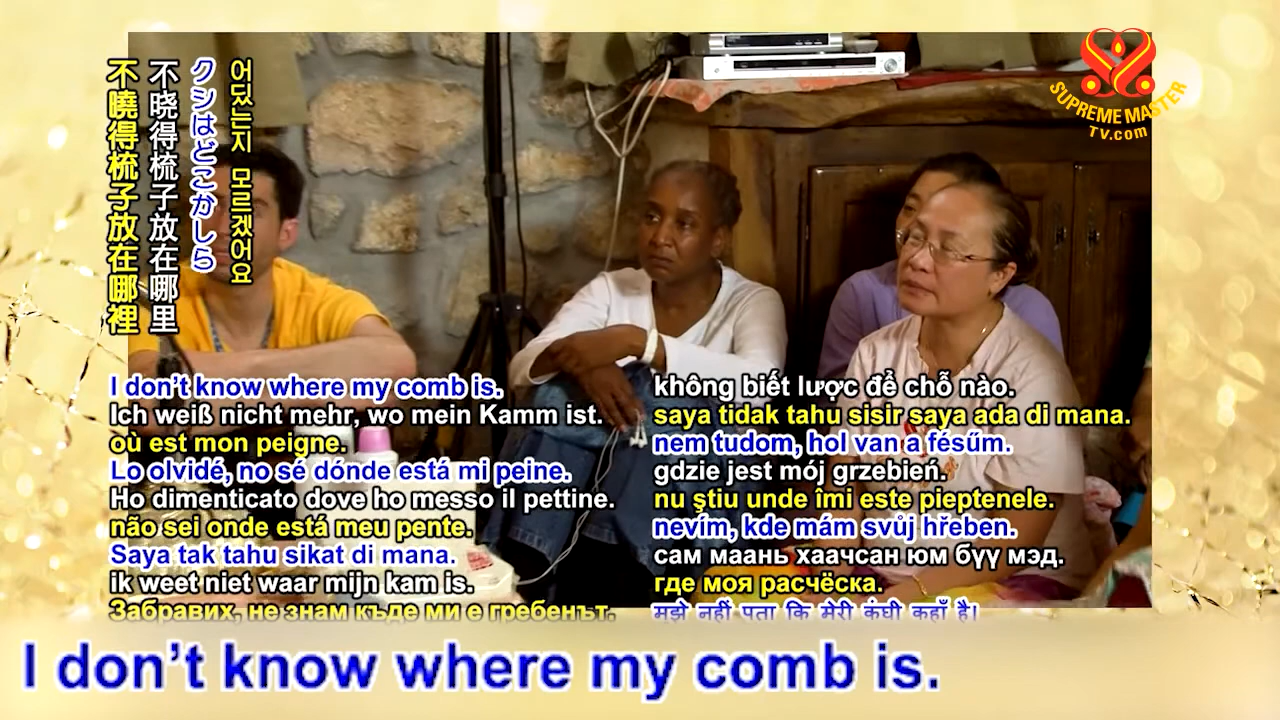 어딨는지 모르겠어요
クシはどこかしら
不晓得梳子放在哪里
不曉得梳子放在哪裡
SUPREME MASTER
TV.com
I don't know where my comb is.
Ich weiß nicht mehr, wo mein Kamm ist.
où est mon peigne.
Lo olvidé, no sé dónde está mi peine.
Ho dimenticato dove ho messo il pettine.
não sei onde está meu pente.
Saya tak tahu sikat di mana.
ik weet niet waar mijn kam is.
Забравих, не знам къде ми е гребенът.
không biết lược để chỗ nào.
saya tidak tahu sisir saya ada di mana.
nem tudom, hol van a fésűm.
gdzie jest mój grzebień.
nu ştiu unde îmi este pieptenele.
nevím, kde mám svůj hřeben.
сам маань хаачсан юм бүү мэд.
где моя расчёска.
मुझे नहीं पता कि मेरी कंघी कहाँ है।
I don't know where my comb is.